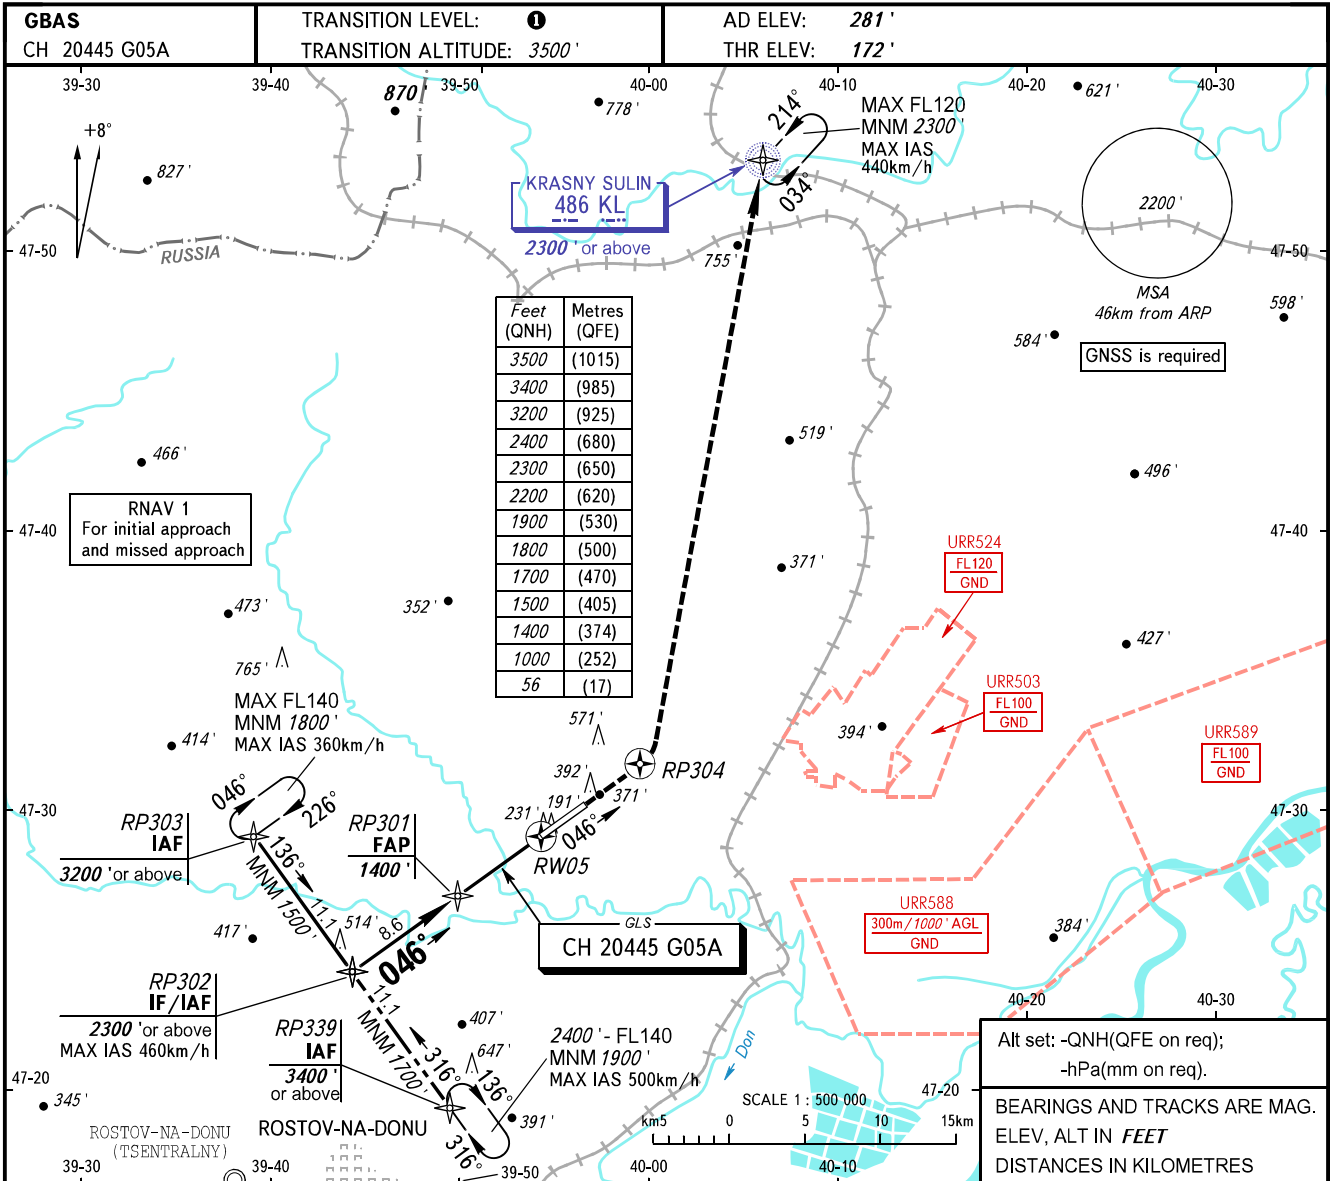 GBAS
CH 20445 G05A
TRANSITION LEVEL: ❶
TRANSITION ALTITUDE: 3500 '
AD ELEV: 281 '
THR ELEV: 172 '
39-30
39-40
39-50
40-00
40-10
40-20
40-30
870 '
778 '
621 '
+8°
827 '
214°
034°
MAX FL120
MNM 2300 '
MAX IAS
440km/h
KRASNY SULIN
486 KL
2300 ' or above
2200 '
MSA
46km from ARP
GNSS is required
47-50
47-50
RUSSIA
755 '
598 '
584 '
Feet
(QNH)
Metres
(QFE)
3500 (1015)
3400 (985)
3200 (925)
2400 (680)
2300 (650)
2200 (620)
1900 (530)
1800 (500)
1700 (470)
1500 (405)
1400 (374)
1000 (252)
56 (17)
466 '
519 '
496 '
RNAV 1
For initial approach
and missed approach
47-40
47-40
371 '
URR524
FL120
GND
473 '
352 '
427 '
765 '
URR503
FL100
GND
MAX FL140
MNM 1800 '
MAX IAS 360km/h
571 '
394 '
414 '
URR589
FL100
GND
RP304
392 '
371 '
046°
226°
47-30
47-30
231 '
191 '
046°
RW05
RP303
IAF
3200 'or above
RP301
FAP
1400 '
136°
MNM 1500'
11.1
514 '
8.6
046°
417 '
GLS
CH 20445 G05A
URR588
300m/1000 ' AGL
GND
384 '
RP302
IF/IAF
2300 'or above
MAX IAS 460km/h
11.1
MNM 1700'
407 '
RP339
IAF
3400 '
or above
316°
647 '
136°
2400 ' - FL140
MNM 1900 '
MAX IAS 500km/h
391 '
316°
Don
40-20
40-30
47-20
47-20
345 '
ROSTOV-NA-DONU
(TSENTRALNY)
ROSTOV-NA-DONU
SCALE 1 : 500 000
km5 0 5 10 15km
39-30
39-40
39-50
40-00
40-10
Alt set: -QNH(QFE on req);
-hPa(mm on req).
BEARINGS AND TRACKS ARE MAG.
ELEV, ALT IN FEET
DISTANCES IN KILOMETRES